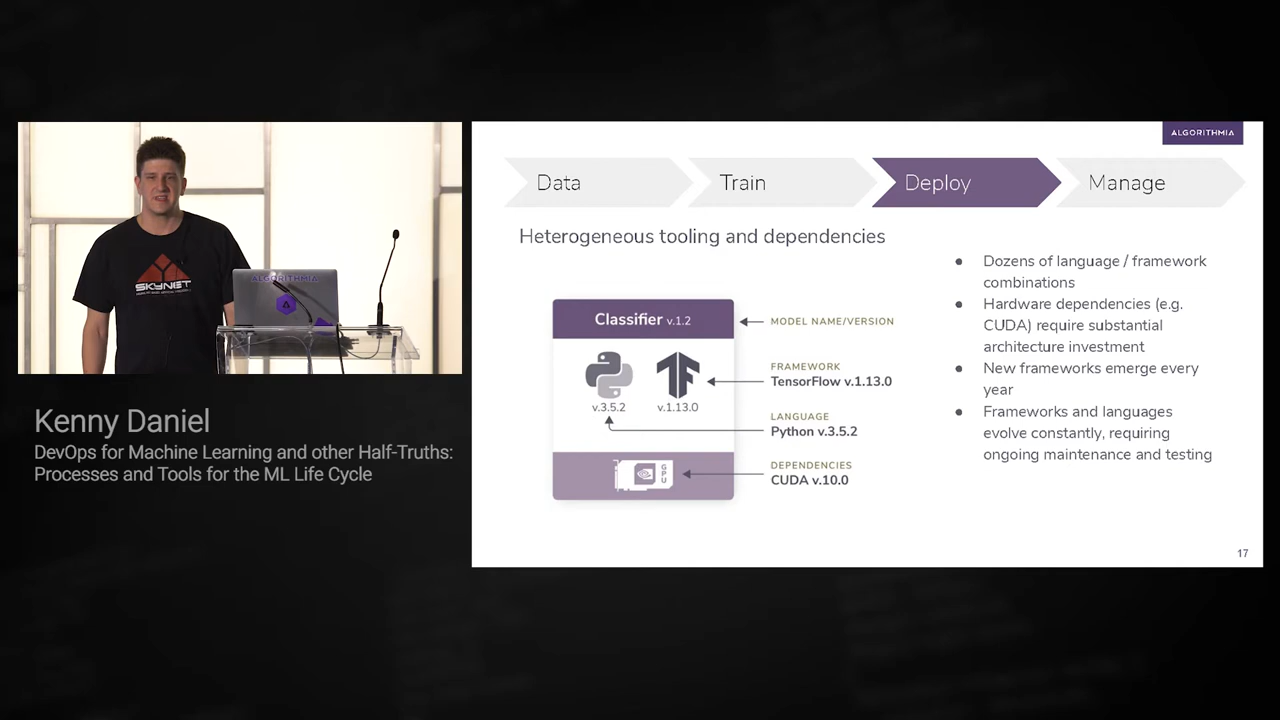 SKYNET
ALGORITHMIA
Kenny Daniel
DevOps for Machine Learning and other Half-Truths:
Processes and Tools for the ML Life Cycle
ALGORITHMIA
Data
Train
Deploy
Manage
Heterogeneous tooling and dependencies
Classifier v.1.2
v.3.5.2
v.1.13.0
GPU
MODEL NAME/VERSION
FRAMEWORK
TensorFlow v.1.13.0
LANGUAGE
Python v.3.5.2
DEPENDENCIES
CUDA v.10.0
● Dozens of language / framework
combinations
● Hardware dependencies (e.g.
CUDA) require substantial
architecture investment
● New frameworks emerge every
year
● Frameworks and languages
evolve constantly, requiring
ongoing maintenance and testing
17